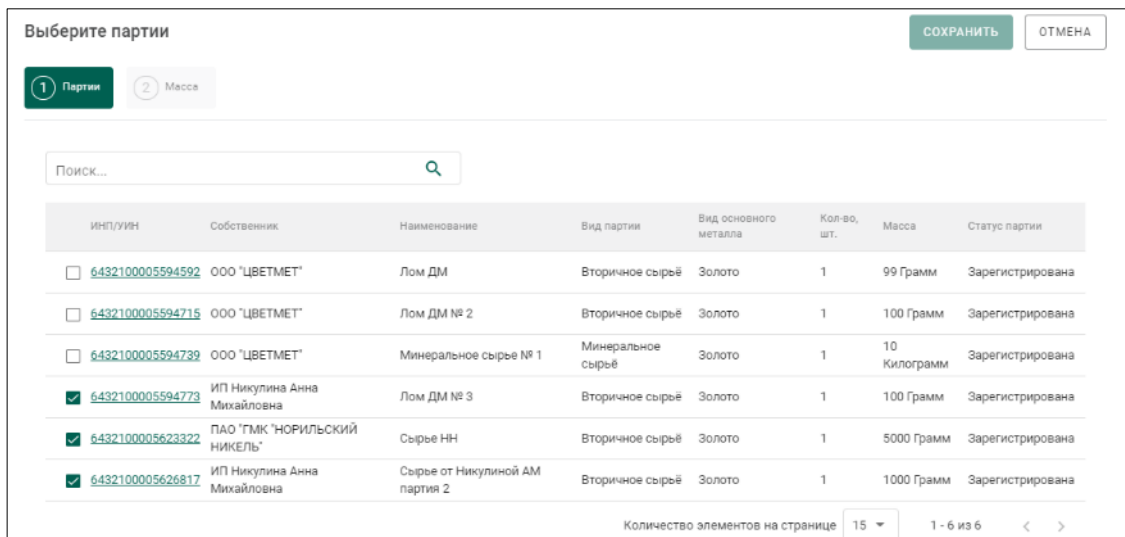 Выберите партии
СОХРАНИТЬ
ОТМЕНА
1 Партии
2 Масса
Поиск...
ИНП/УИН Собственник Наименование Вид партии Вид основного металла Кол-во, шт. Масса Статус партии
6432100005594592 ООО "ЦВЕТМЕТ" Лом ДМ Вторичное сырьё Золото 1 99 Грамм Зарегистрирована
6432100005594715 ООО "ЦВЕТМЕТ" Лом ДМ № 2 Вторичное сырьё Золото 1 100 Грамм Зарегистрирована
6432100005594739 ООО "ЦВЕТМЕТ" Минеральное сырье № 1 Минеральное сырьё Золото 1 10 Килограмм Зарегистрирована
6432100005594773 ИП Никулина Анна Михайловна Лом ДМ № 3 Вторичное сырьё Золото 1 100 Грамм Зарегистрирована
6432100005623322 ПАО "ГМК "НОРИЛЬСКИЙ НИКЕЛЬ" Сырье НН Вторичное сырьё Золото 1 5000 Грамм Зарегистрирована
6432100005626817 ИП Никулина Анна Михайловна Сырье от Никулиной АМ партия 2 Вторичное сырьё Золото 1 1000 Грамм Зарегистрирована
Количество элементов на странице 15 1 - 6 из 6